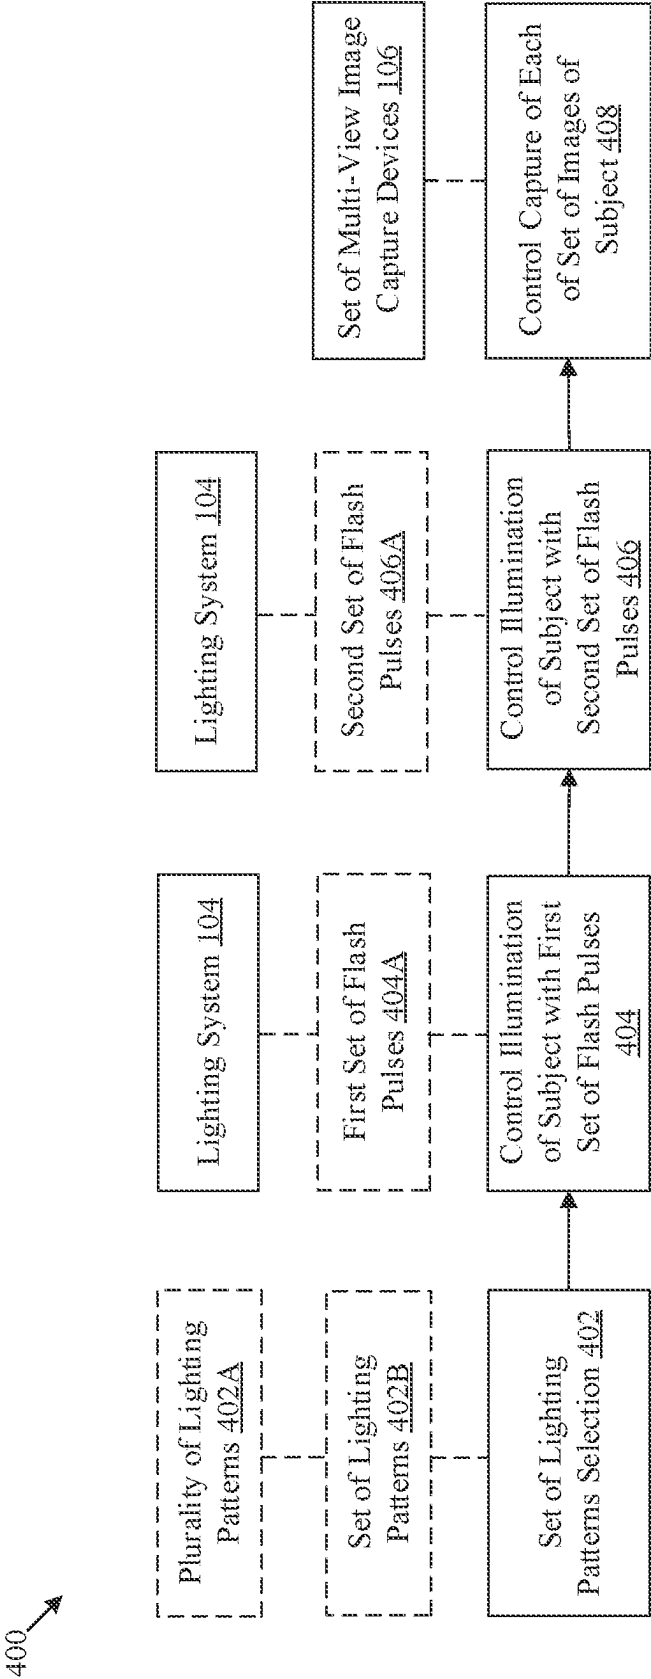 400
Plurality of Lighting
Patterns 402A
Set of Lighting
Patterns 402B
Set of Lighting
Patterns Selection 402
Lighting System 104
First Set of Flash
Pulses 404A
Control Illumination
of Subject with First
Set of Flash Pulses
404
Lighting System 104
Second Set of Flash
Pulses 406A
Control Illumination
of Subject with
Second Set of Flash
Pulses 406
Set of Multi-View Image
Capture Devices 106
Control Capture of Each
of Set of Images of
Subject 408